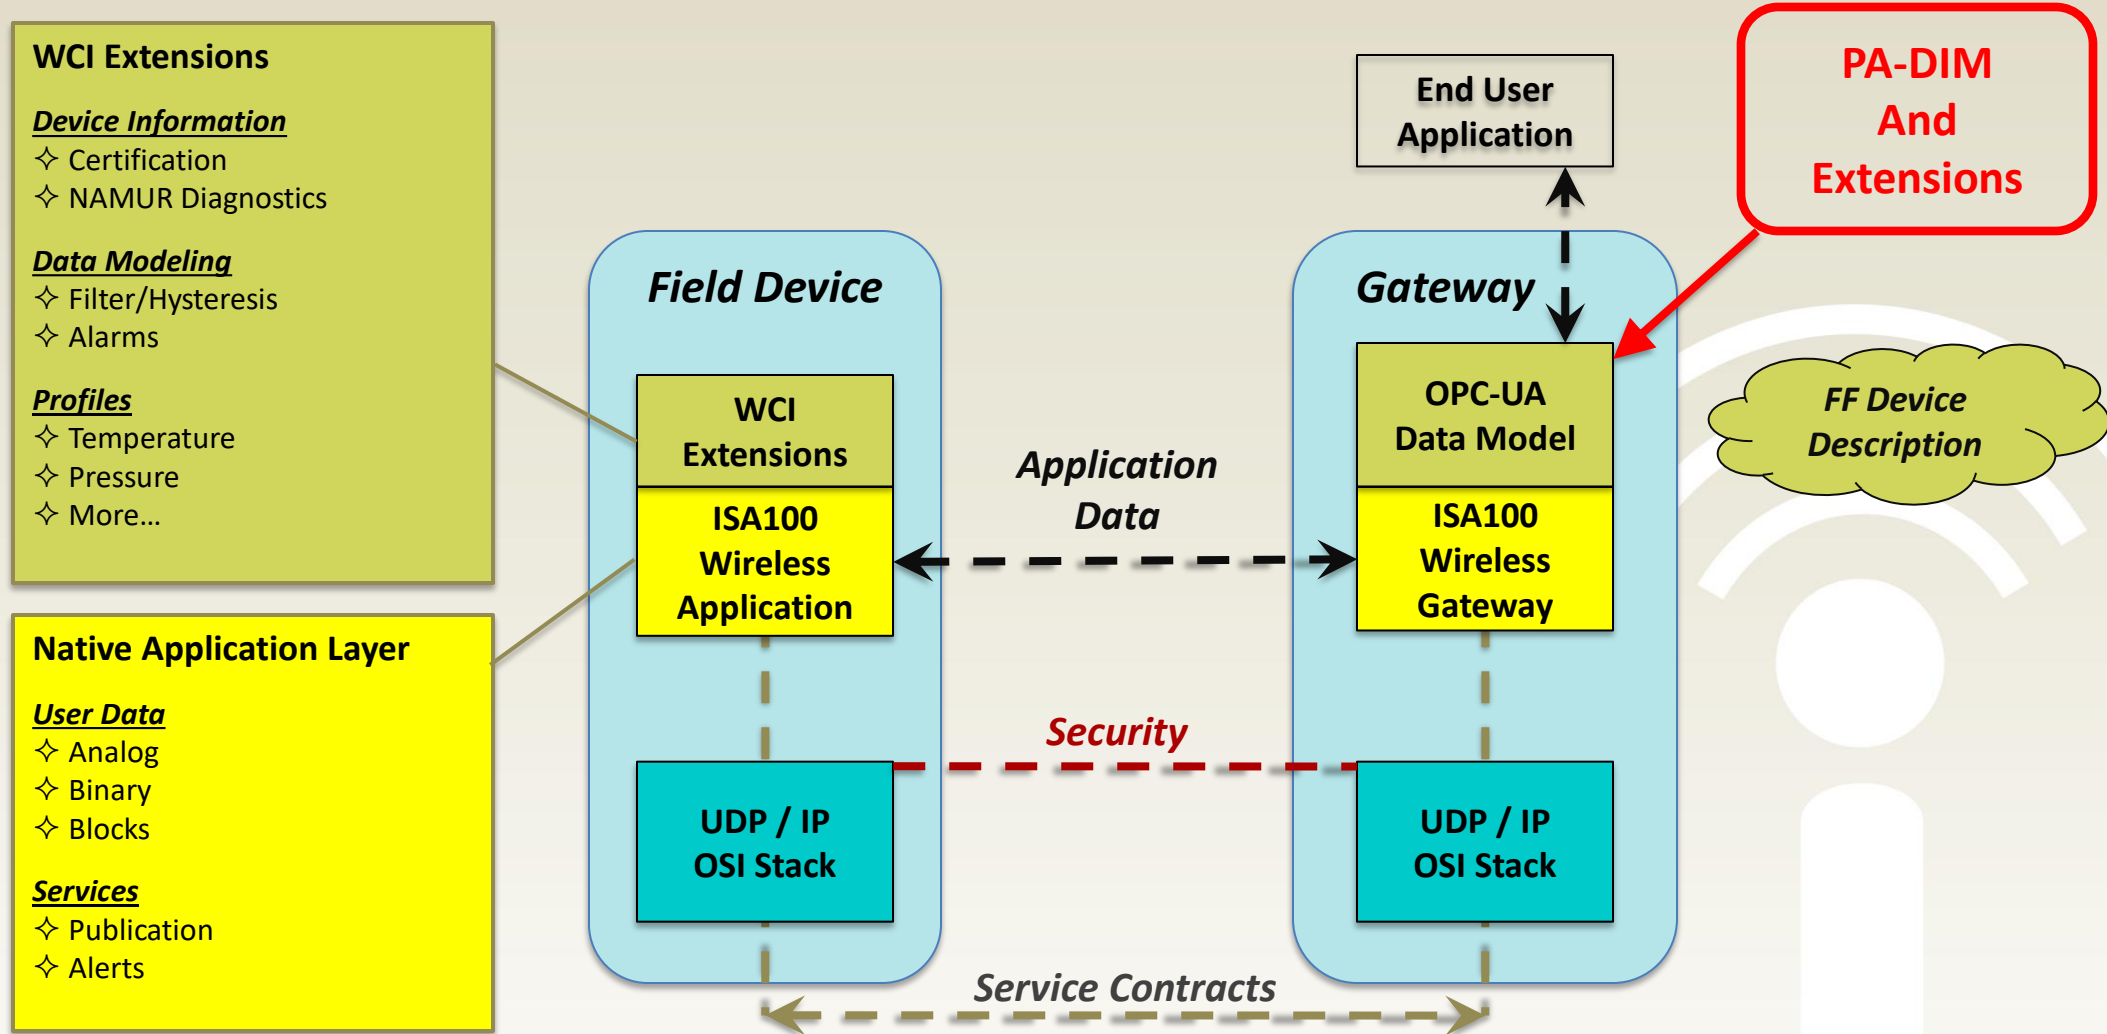 WCI Extensions
Device Information
✧ Certification
✧ NAMUR Diagnostics
Data Modeling
✧ Filter/Hysteresis
✧ Alarms
Profiles
✧ Temperature
✧ Pressure
✧ More...
Native Application Layer
User Data
✧ Analog
✧ Binary
✧ Blocks
Services
✧ Publication
✧ Alerts
Field Device
WCI
Extensions
ISA100
Wireless
Application
UDP / IP
OSI Stack
Application
Data
Security
Service Contracts
End User
Application
Gateway
OPC-UA
Data Model
ISA100
Wireless
Gateway
UDP / IP
OSI Stack
PA-DIM
And
Extensions
FF Device
Description